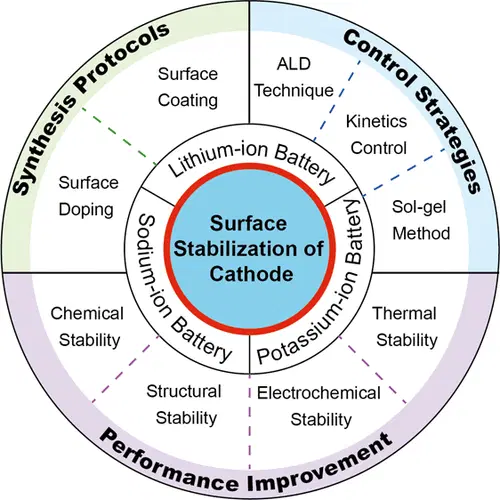 Synthesis Protocols
Control Strategies
Surface
Coating
ALD
Technique
Kinetics
Control
Surface
Doping
Sol-gel
Method
Lithium-ion Battery
Sodium-ion Battery
Potassium-ion Battery
Surface
Stabilization of
Cathode
Chemical
Stability
Structural
Stability
Electrochemical
Stability
Thermal
Stability
Performance Improvement